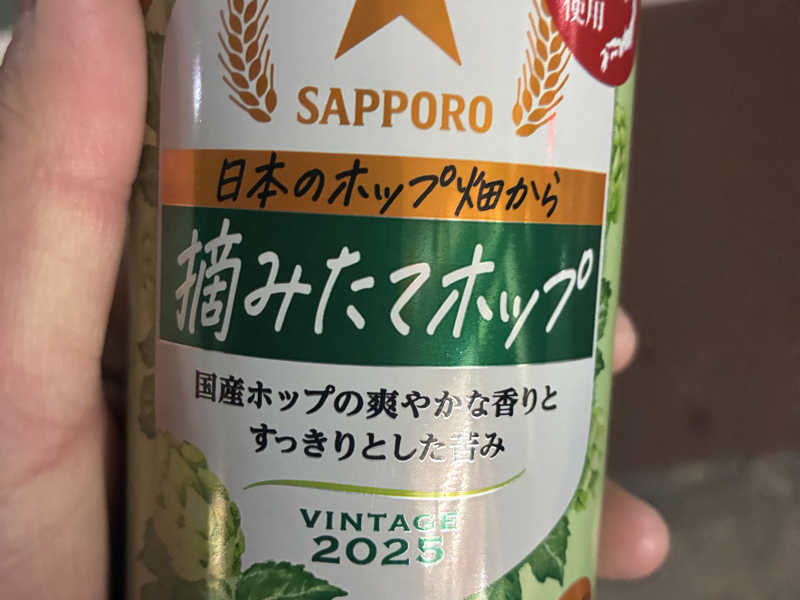 使用
SAPPORO
日本のホップ畑から
摘みたてホップ
国産ホップの爽やかな香りと
すっきりとした苦み
VINTAGE
2025